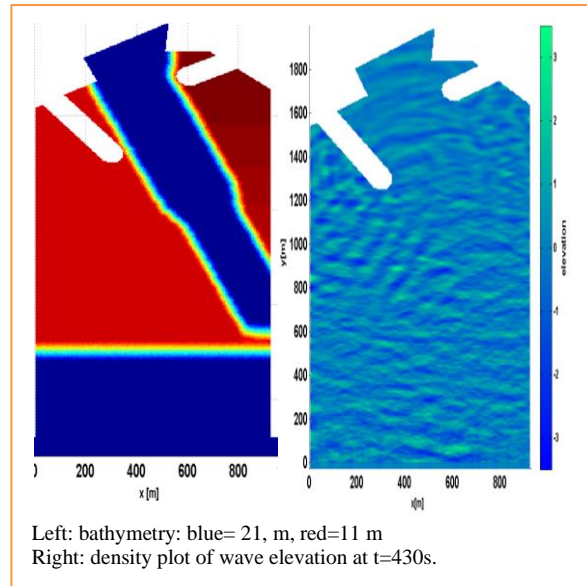 0 200 400 600 800
x [m]
y[m]
1800
1600
1400
1200
1000
800
600
400
200
0
0 200 400 600 800
x[m]
3
2
1
0
-1
-2
-3
elevation
Left: bathymetry: blue= 21, m, red=11 m
Right: density plot of wave elevation at t=430s.